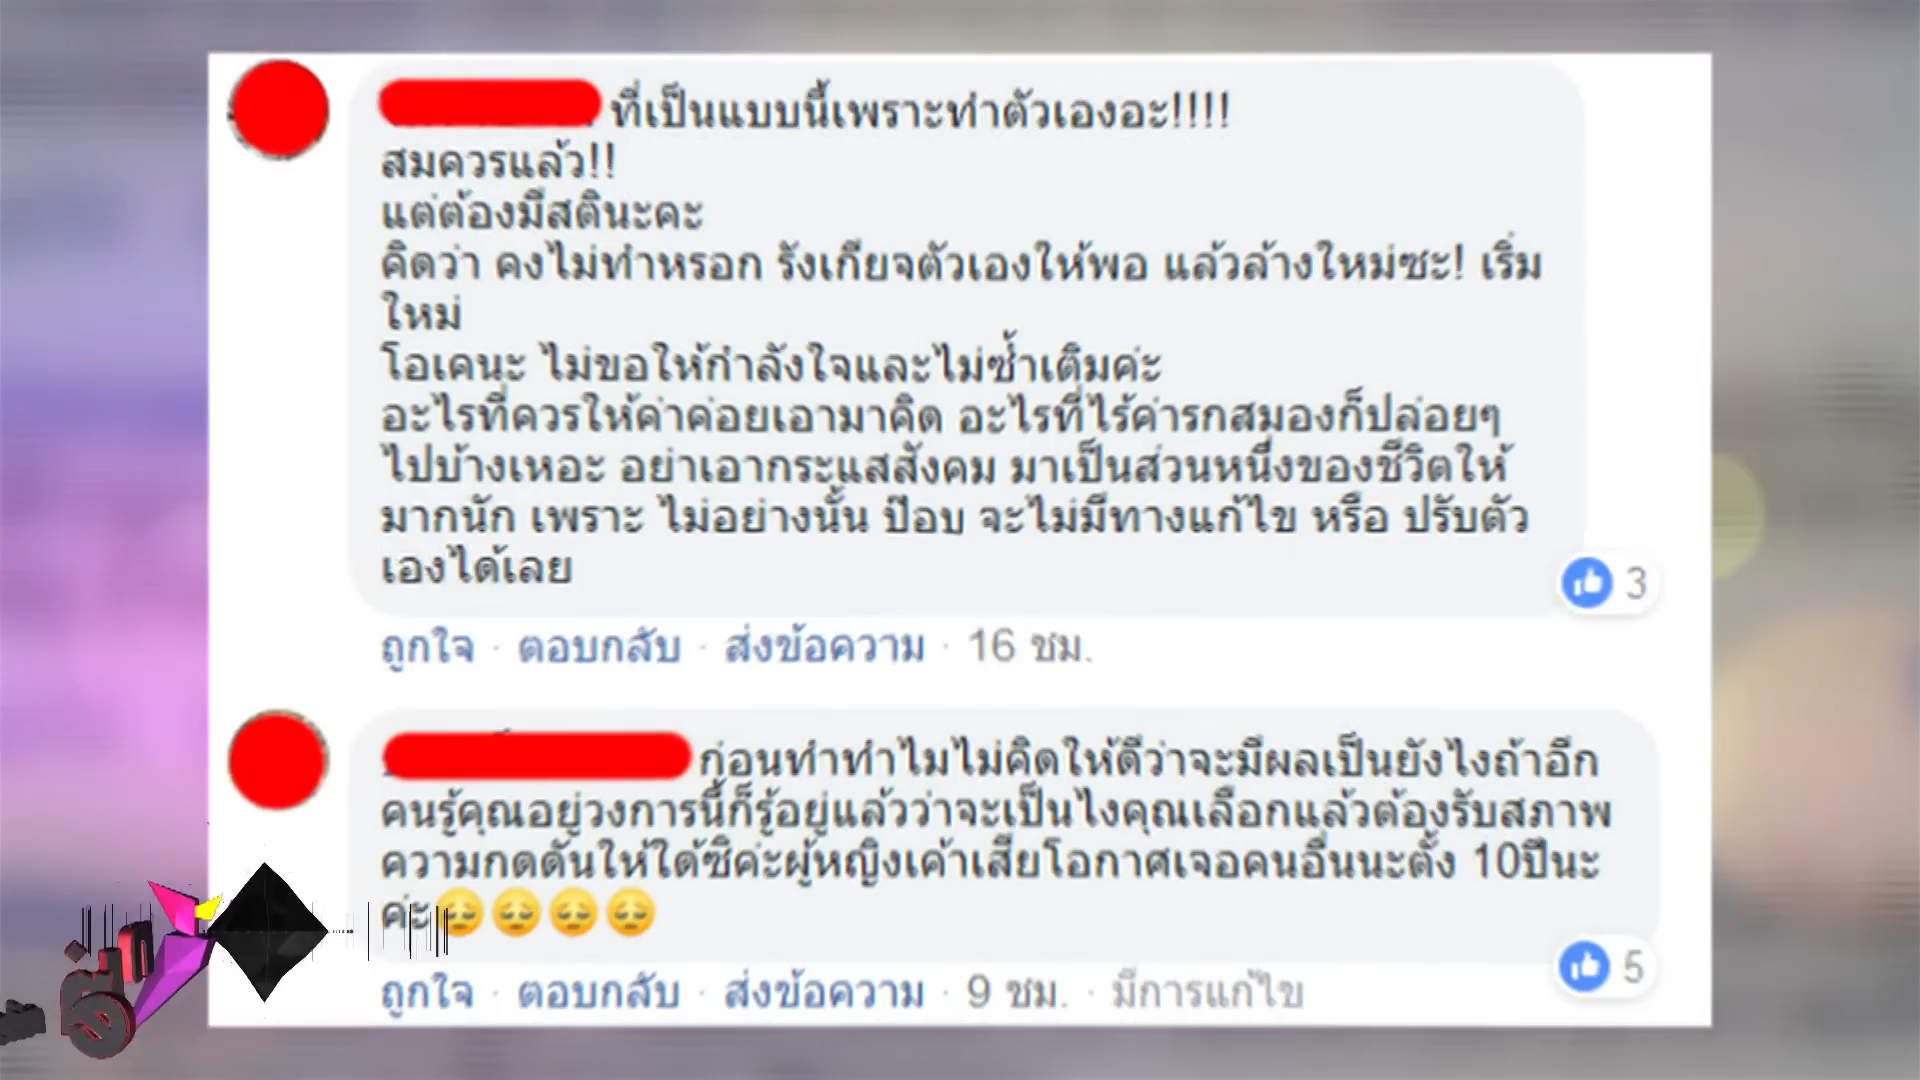 ที่เป็นแบบนี้เพราะทำตัวเองอะ!!!!
สมควรแล้ว!!
แต่ต้องมีสตินะคะ
คิดว่า คงไม่ทำหรอก รังเกียจตัวเองให้พอ แล้วล้างใหม่ซะ! เริ่ม
ใหม่
โอเคนะ ไม่ขอให้กำลังใจและไม่ซ้ำเติมค่ะ
อะไรที่ควรให้ค่าค่อยเอามาคิด อะไรที่ไร้ค่ารกสมองก็ปล่อยๆ
ไปบ้างเหอะ อย่าเอากระแสสังคม มาเป็นส่วนหนึ่งของชีวิตให้
มากนัก เพราะ ไม่อย่างนั้น ป๊อบ จะไม่มีทางแก้ไข หรือ ปรับตัว
เองได้เลย
3
ถูกใจ · ตอบกลับ · ส่งข้อความ · 16 ชม.
ก่อนทำทำไมไม่คิดให้ดีว่าจะมีผลเป็นยังไงถ้าอีก
คนรู้คุณอยู่วงการนี้ก็รู้อยู่แล้วว่าจะเป็นไงคุณเลือกแล้วต้องรับสภาพ
ความกดดันให้ได้ซิค่ะผู้หญิงเค้าเสียโอกาศเจอคนอื่นนะตั้ง 10ปีนะ
ค่ะ😔😔😔😔
5
ถูกใจ · ตอบกลับ · ส่งข้อความ · 9 ชม. · มีการแก้ไข